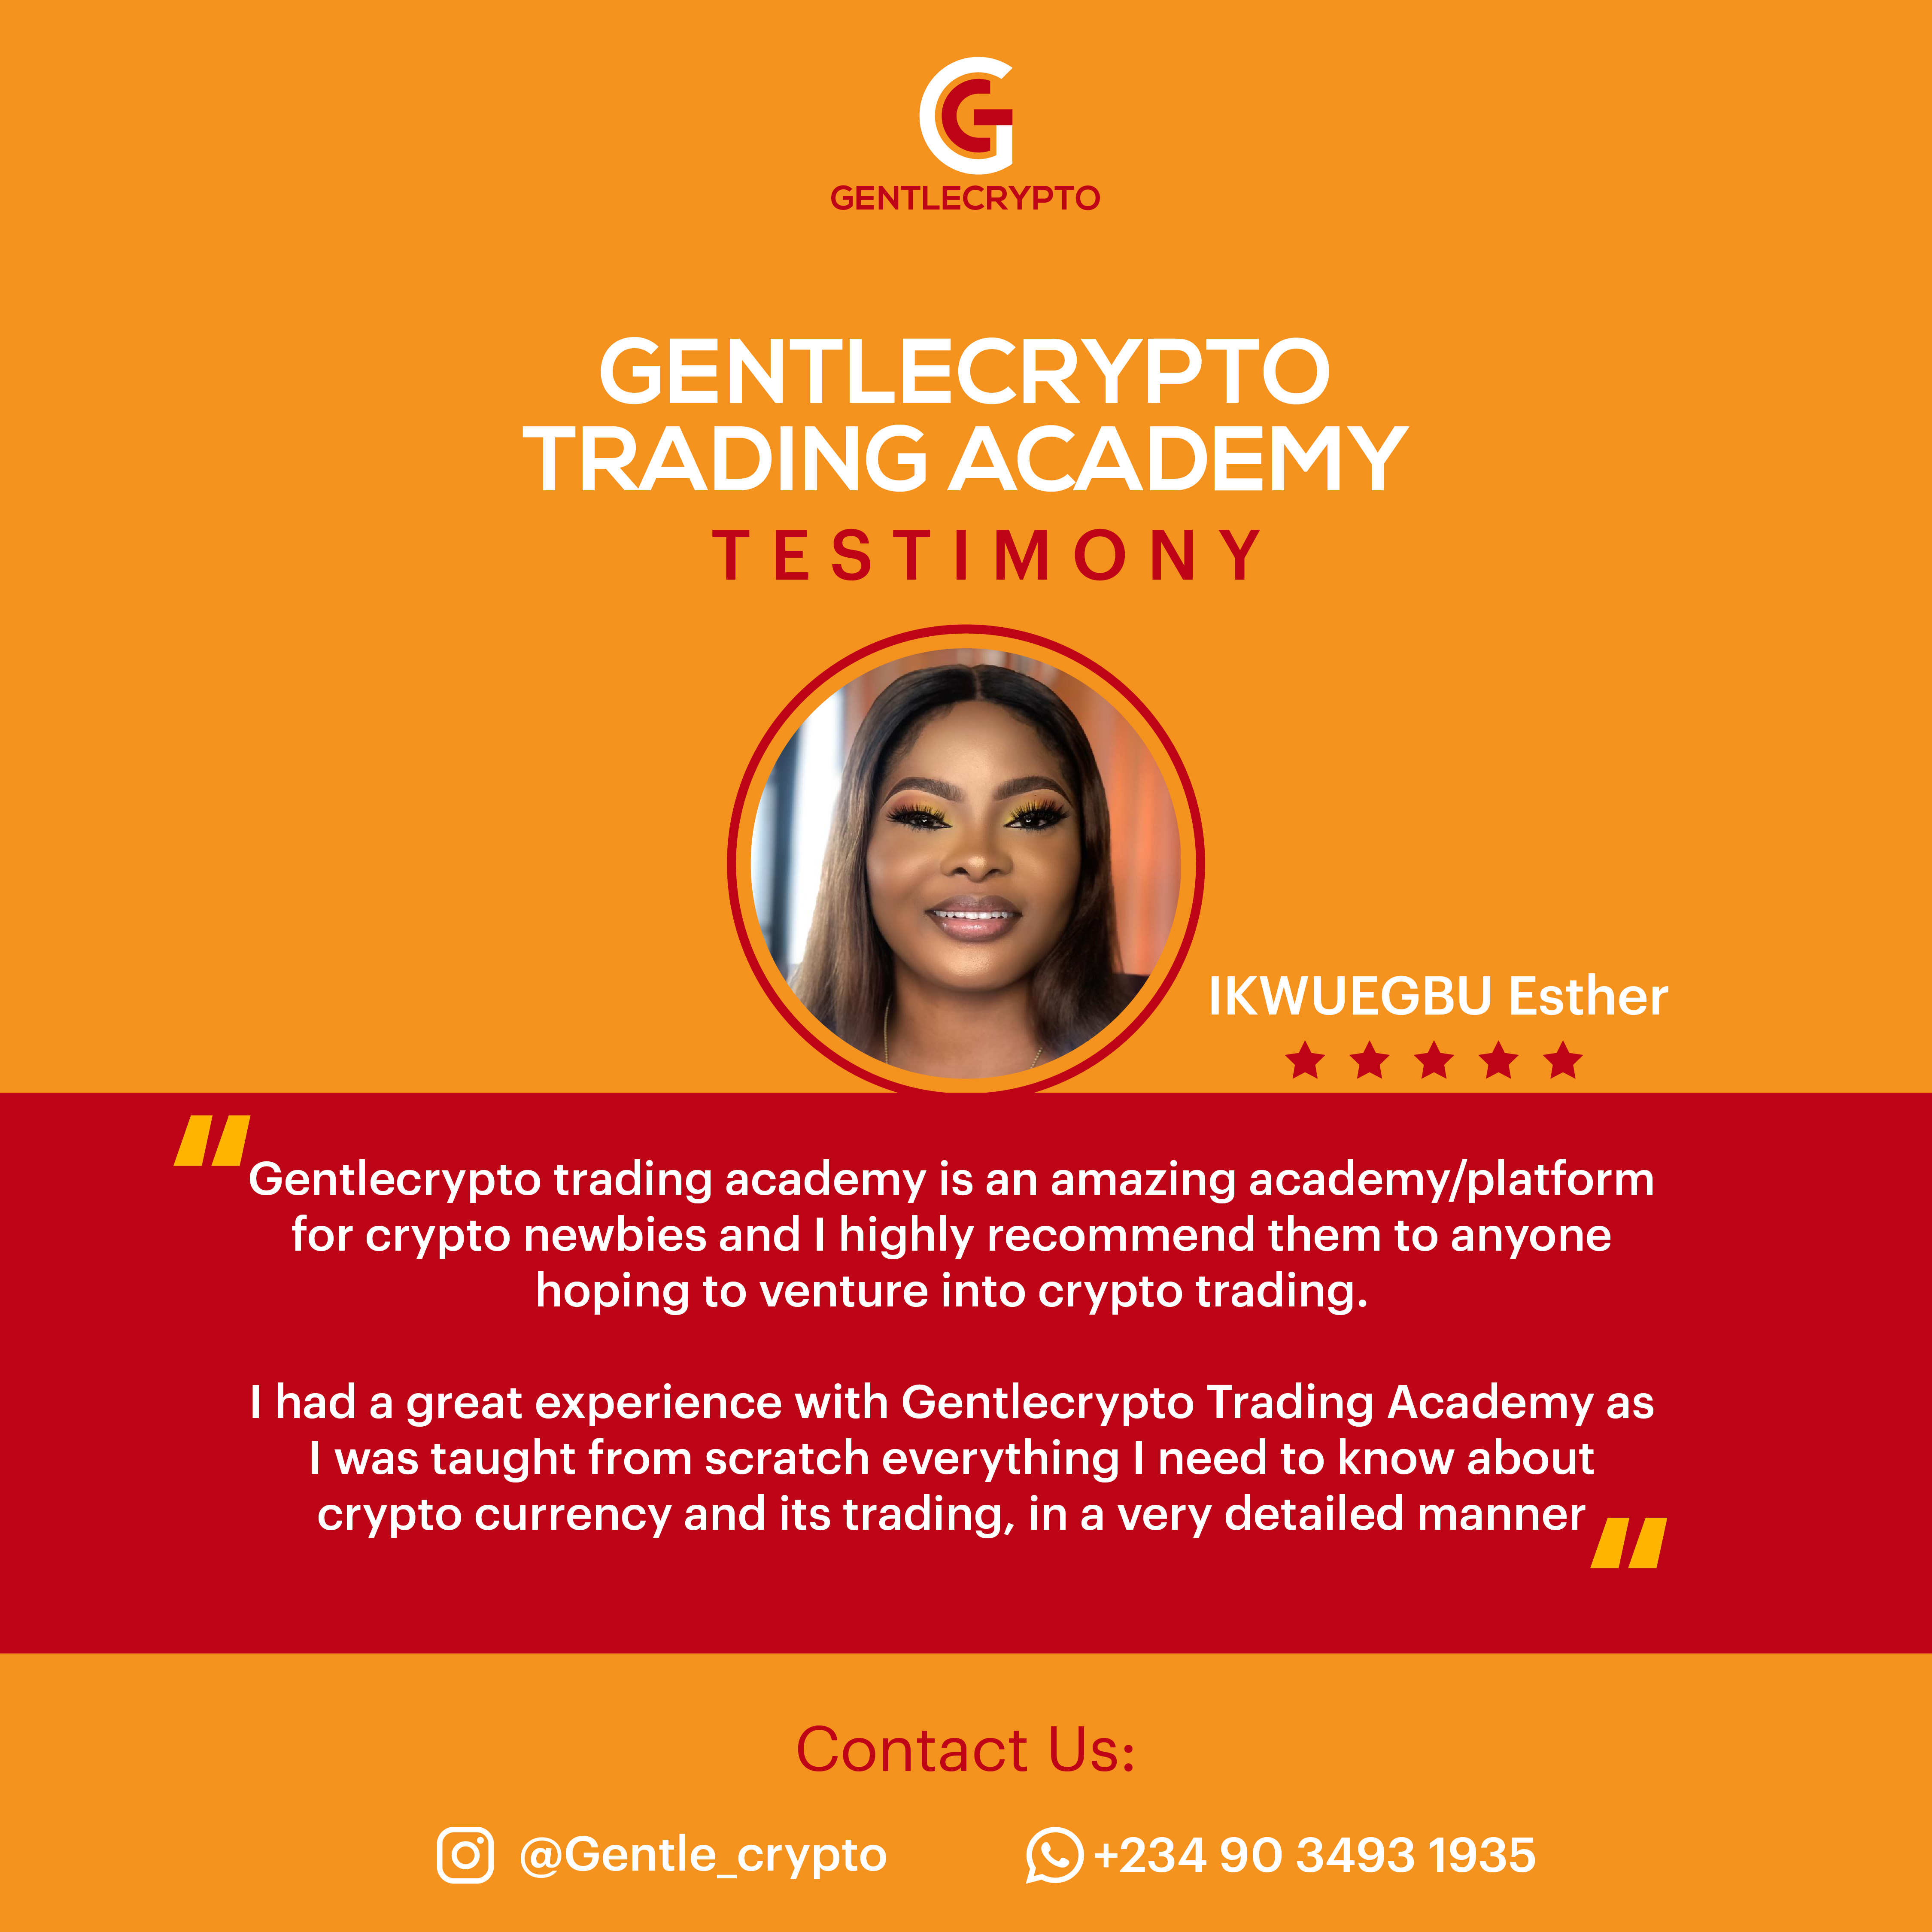 GENTLECRYPTO
GENTLECRYPTO
TRADING ACADEMY
TESTIMONY
IKWUEGBU Esther
Gentlecrypto trading academy is an amazing academy/platform
for crypto newbies and I highly recommend them to anyone
hoping to venture into crypto trading.
I had a great experience with Gentlecrypto Trading Academy as
I was taught from scratch everything I need to know about
crypto currency and its trading, in a very detailed manner
Contact Us:
@Gentle_crypto
+234 90 3493 1935